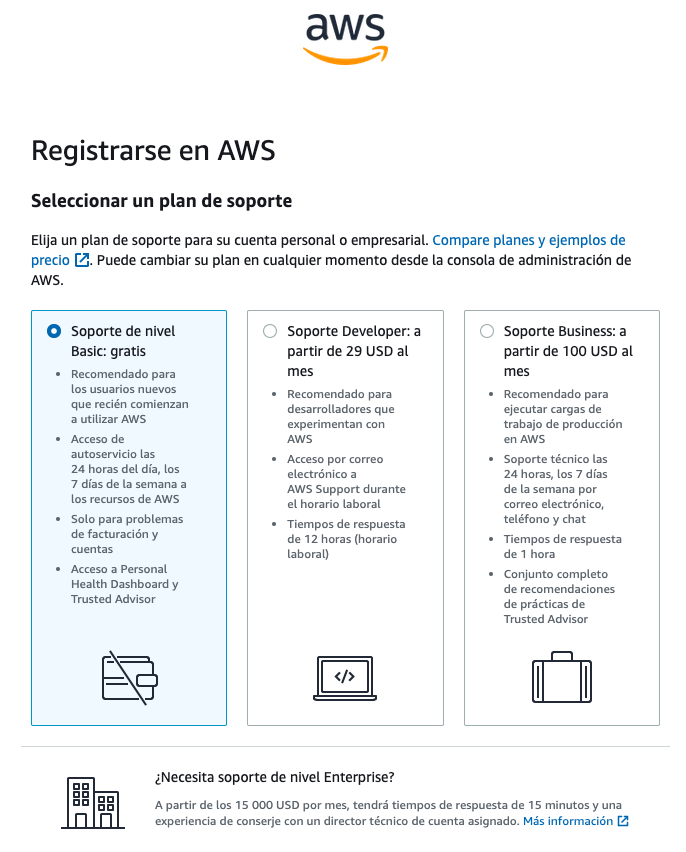 aws
Registrarse en AWS
Seleccionar un plan de soporte
Elija un plan de soporte para su cuenta personal o empresarial. Compare planes y ejemplos de
precio. Puede cambiar su plan en cualquier momento desde la consola de administración de
AWS.
Soporte de nivel
Basic: gratis
• Recomendado para
los usuarios nuevos
que recién comienzan
a utilizar AWS
• Acceso de
autoservicio las
24 horas del día, los
7 días de la semana a
los recursos de AWS
• Solo para problemas
de facturación y
cuentas
• Acceso a Personal
Health Dashboard y
Trusted Advisor
Soporte Developer: a
partir de 29 USD al
mes
• Recomendado para
desarrolladores que
experimentan con
AWS
• Acceso por correo
electrónico a
AWS Support durante
el horario laboral
• Tiempos de respuesta
de 12 horas (horario
laboral)
</>
Soporte Business: a
partir de 100 USD al
mes
• Recomendado para
ejecutar cargas de
trabajo de producción
en AWS
• Soporte técnico las
24 horas, los 7 días
de la semana por
correo electrónico,
teléfono y chat
• Tiempos de respuesta
de 1 hora
• Conjunto completo
de recomendaciones
de prácticas de
Trusted Advisor
¿Necesita soporte de nivel Enterprise?
A partir de los 15 000 USD por mes, tendrá tiempos de respuesta de 15 minutos y una
experiencia de conserje con un director técnico de cuenta asignado. Más información